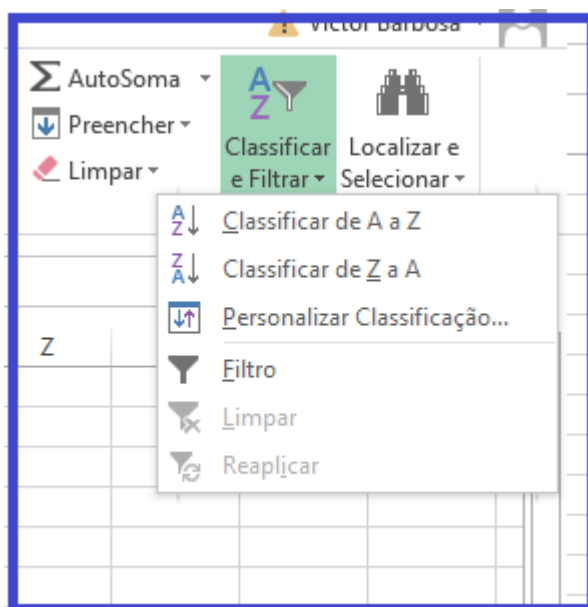 Victor Barbosa
AutoSoma
Preencher
Limpar
Classificar e Filtrar
Localizar e Selecionar
Classificar de A a Z
Classificar de Z a A
Personalizar Classificação...
Filtro
Limpar
Reaplicar
Z